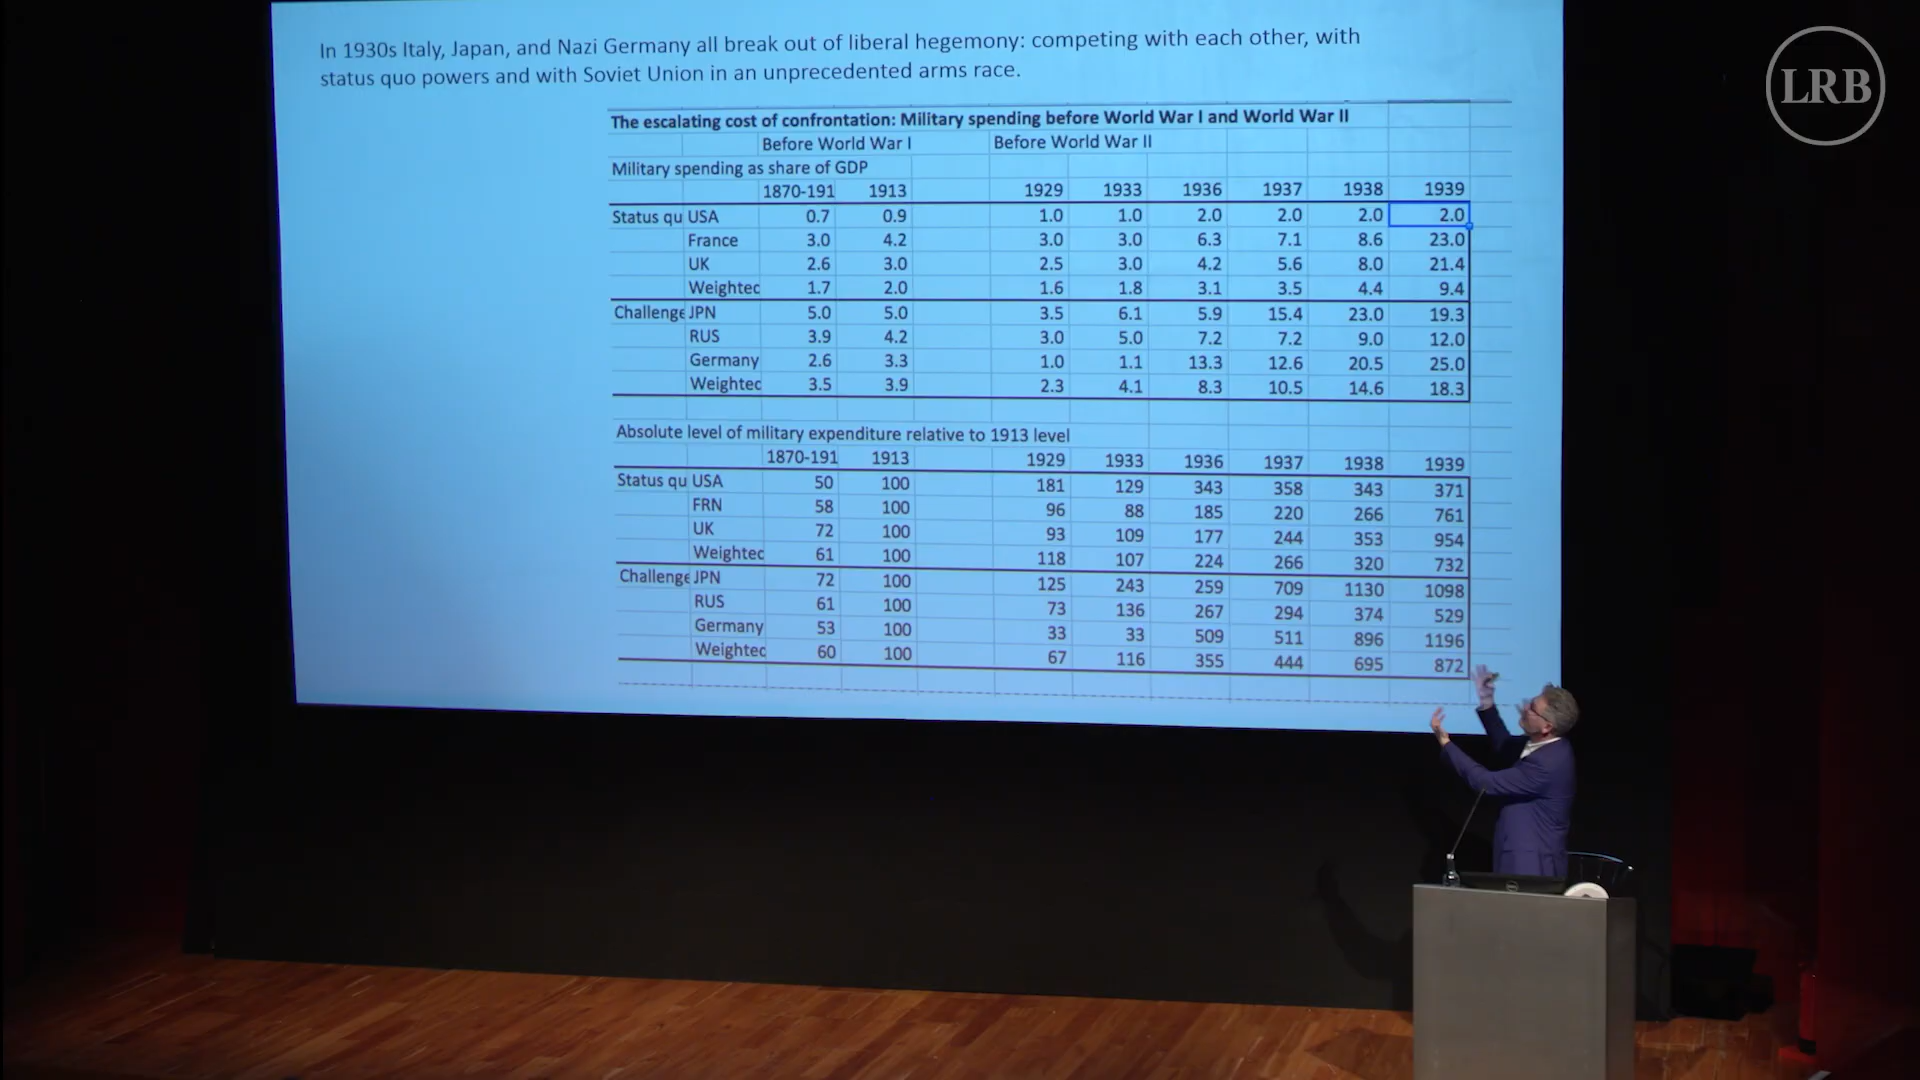 In 1930s Italy, Japan, and Nazi Germany all break out of liberal hegemony: competing with each other, with
status quo powers and with Soviet Union in an unprecedented arms race.
LRB
The escalating cost of confrontation: Military spending before World War I and World War II
Before World War I Before World War II
Military spending as share of GDP
1870-191 1913 1929 1933 1936 1937 1938 1939
Status qu USA 0.7 0.9 1.0 1.0 2.0 2.0 2.0 2.0
France 3.0 4.2 3.0 3.0 6.3 7.1 8.6 23.0
UK 2.6 3.0 2.5 3.0 4.2 5.6 8.0 21.4
Weightec 1.7 2.0 1.6 1.8 3.1 3.5 4.4 9.4
Challenge JPN 5.0 5.0 3.5 6.1 5.9 15.4 23.0 19.3
RUS 3.9 4.2 3.0 5.0 7.2 7.2 9.0 12.0
Germany 2.6 3.3 1.0 1.1 13.3 12.6 20.5 25.0
Weightec 3.5 3.9 2.3 4.1 8.3 10.5 14.6 18.3
Absolute level of military expenditure relative to 1913 level
1870-191 1913 1929 1933 1936 1937 1938 1939
Status qu USA 50 100 181 129 343 358 343 371
FRN 58 100 96 88 185 220 266 761
UK 72 100 93 109 177 244 353 954
Weightec 61 100 118 107 224 266 320 732
Challenge JPN 72 100 125 243 259 709 1130 1098
RUS 61 100 73 136 267 294 374 529
Germany 53 100 33 33 509 511 896 1196
Weightec 60 100 67 116 355 444 695 872